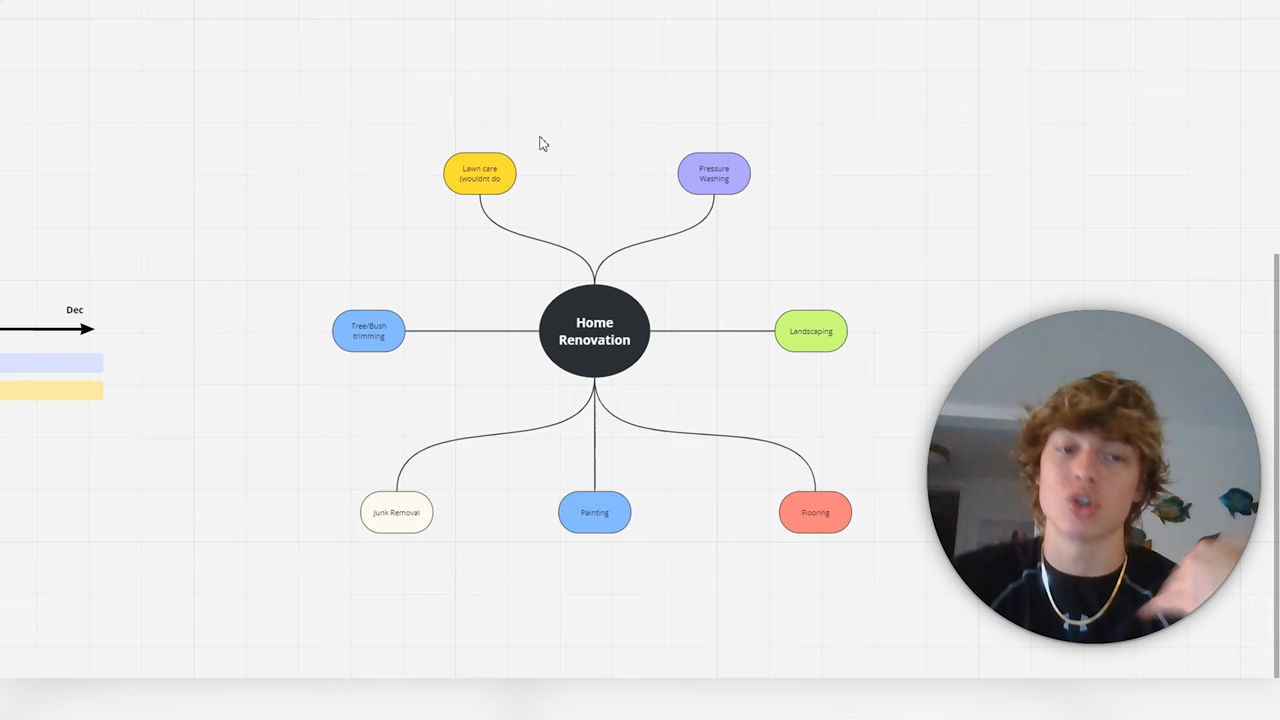 Lawn care
(wouldnt do
Pressure
Washing
Dec
Tree/Bush
trimming
Home
Renovation
Landscaping
Junk Removal
Painting
Flooring